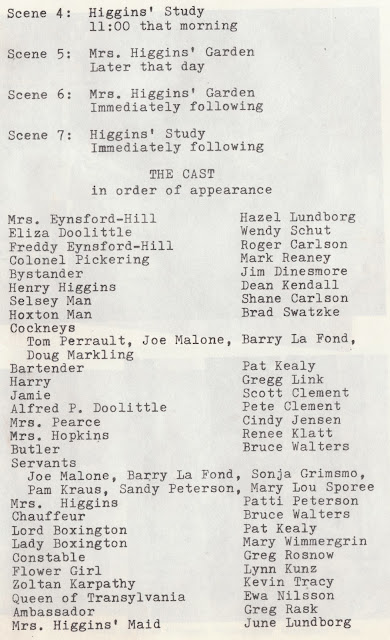 Scene 4: Higgins' Study
11:00 that morning
Scene 5: Mrs. Higgins' Garden
Later that day
Scene 6: Mrs. Higgins' Garden
Immediately following
Scene 7: Higgins' Study
Immediately following
THE CAST
in order of appearance
Mrs. Eynsford-Hill Hazel Lundborg
Eliza Doolittle Wendy Schut
Freddy Eynsford-Hill Roger Carlson
Colonel Pickering Mark Reaney
Bystander Jim Dinesmore
Henry Higgins Dean Kendall
Selsey Man Shane Carlson
Hoxton Man Brad Swatzke
Cockneys
Tom Perrault, Joe Malone, Barry La Fond,
Doug Markling
Bartender Pat Kealy
Harry Gregg Link
Jamie Scott Clement
Alfred P. Doolittle Pete Clement
Mrs. Pearce Cindy Jensen
Mrs. Hopkins Renee Klatt
Butler Bruce Walters
Servants
Joe Malone, Barry La Fond, Sonja Grimsmo,
Pam Kraus, Sandy Peterson, Mary Lou Sporee
Mrs. Higgins Patti Peterson
Chauffeur Bruce Walters
Lord Boxington Pat Kealy
Lady Boxington Mary Wimmergrin
Constable Greg Rosnow
Flower Girl Lynn Kunz
Zoltan Karpathy Kevin Tracy
Queen of Transylvania Ewa Nilsson
Ambassador Greg Rask
Mrs. Higgins' Maid June Lundborg